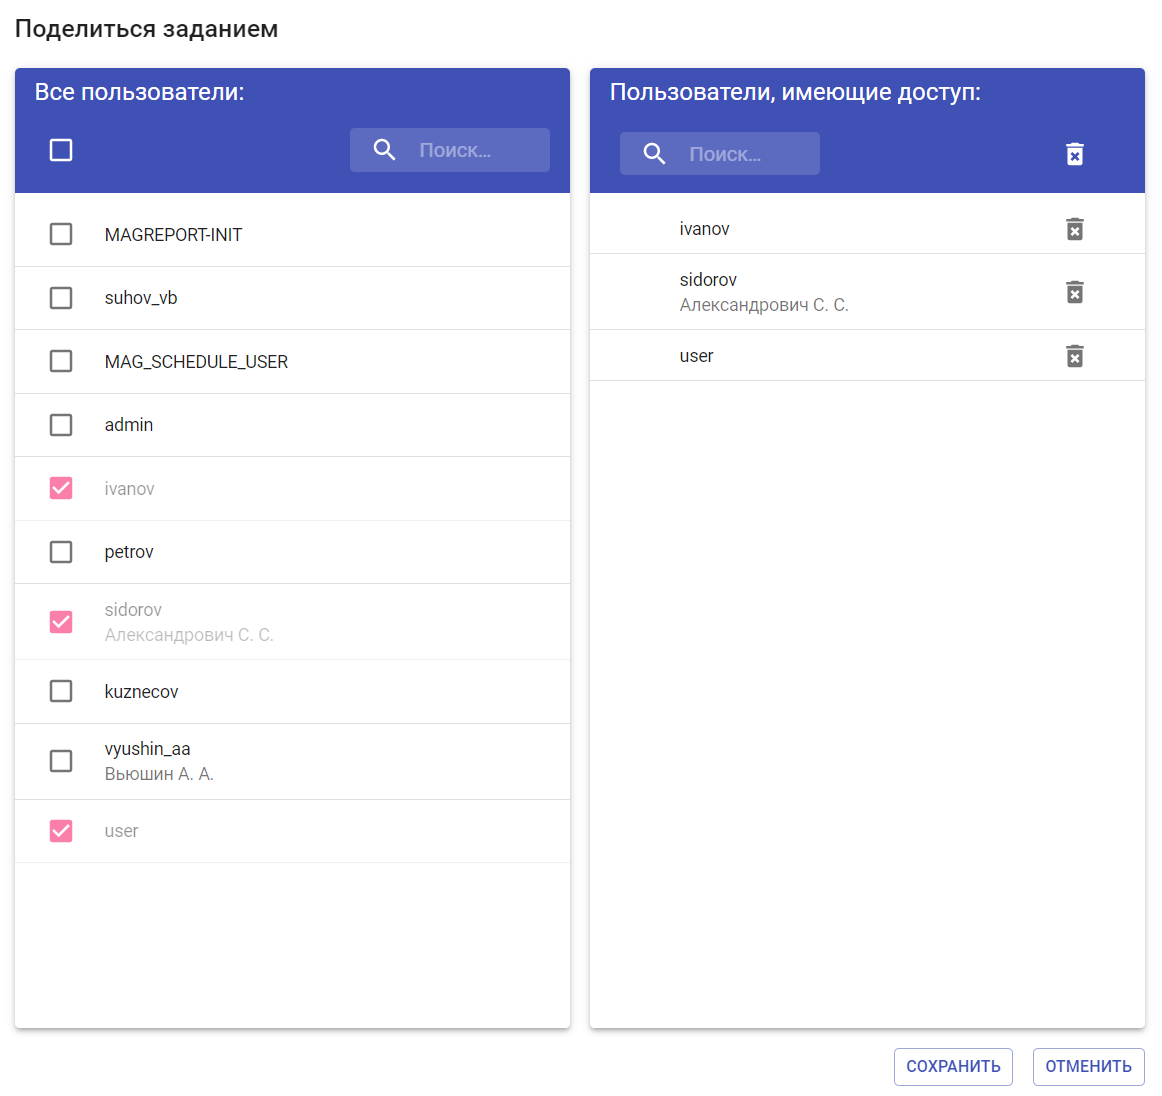 Поделиться заданием
Все пользователи:
Поиск...
MAGREPORT-INIT
suhov_vb
MAG_SCHEDULE_USER
admin
ivanov
petrov
sidorov
Александрович С. С.
kuznecov
vyushin_aa
Вьюшин А. А.
user
Пользователи, имеющие доступ:
Поиск...
ivanov
sidorov
Александрович С. С.
user
СОХРАНИТЬ
ОТМЕНИТЬ